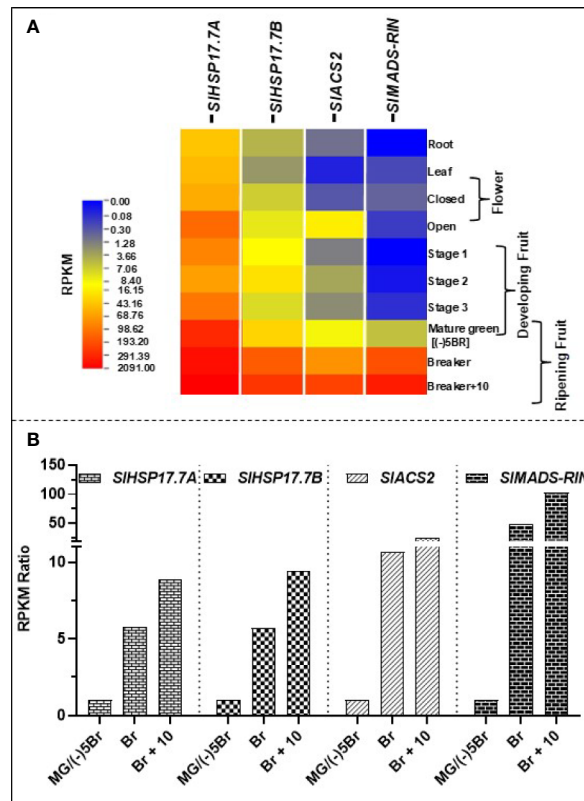 A
SlHSP17.7A
SlHSP17.7B
SlACS2
SlMADS-RIN
Root
Leaf
Closed
Open
Flower
Stage 1
Stage 2
Stage 3
Mature green
[(-)5BR]
Breaker
Breaker+10
Developing Fruit
Ripening Fruit
RPKM
0.00
0.08
0.30
1.28
3.66
7.06
8.40
16.15
43.16
68.76
98.62
193.20
291.39
2091.00
B
SlHSP17.7A
SlHSP17.7B
SlACS2
SlMADS-RIN
RPKM Ratio
150
100
50
10
5
0
MG/(-)5Br
Br
Br + 10
MG/(-)5Br
Br
Br + 10
MG/(-)5Br
Br
Br + 10
MG/(-)5Br
Br
Br + 10